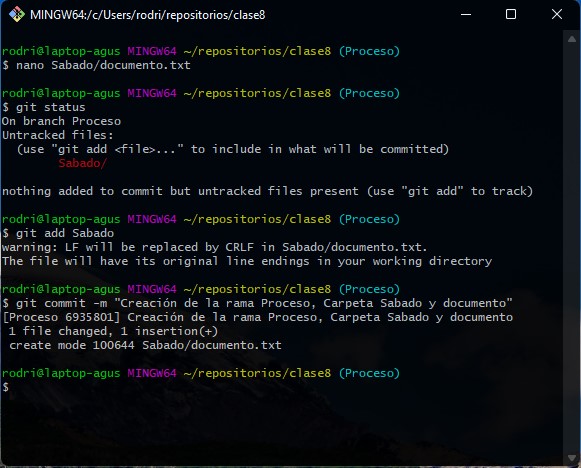 MINGW64:/c/Users/rodri/repositorios/clase8
rodri@laptop-agus MINGW64 ~/repositorios/clase8 (Proceso)
$ nano Sabado/documento.txt
rodri@laptop-agus MINGW64 ~/repositorios/clase8 (Proceso)
$ git status
On branch Proceso
Untracked files:
  (use "git add <file>..." to include in what will be committed)
        Sabado/
nothing added to commit but untracked files present (use "git add" to track)
rodri@laptop-agus MINGW64 ~/repositorios/clase8 (Proceso)
$ git add Sabado
warning: LF will be replaced by CRLF in Sabado/documento.txt.
The file will have its original line endings in your working directory
rodri@laptop-agus MINGW64 ~/repositorios/clase8 (Proceso)
$ git commit -m "Creación de la rama Proceso, Carpeta Sabado y documento"
[Proceso 6935801] Creación de la rama Proceso, Carpeta Sabado y documento
 1 file changed, 1 insertion(+)
 create mode 100644 Sabado/documento.txt
rodri@laptop-agus MINGW64 ~/repositorios/clase8 (Proceso)
$